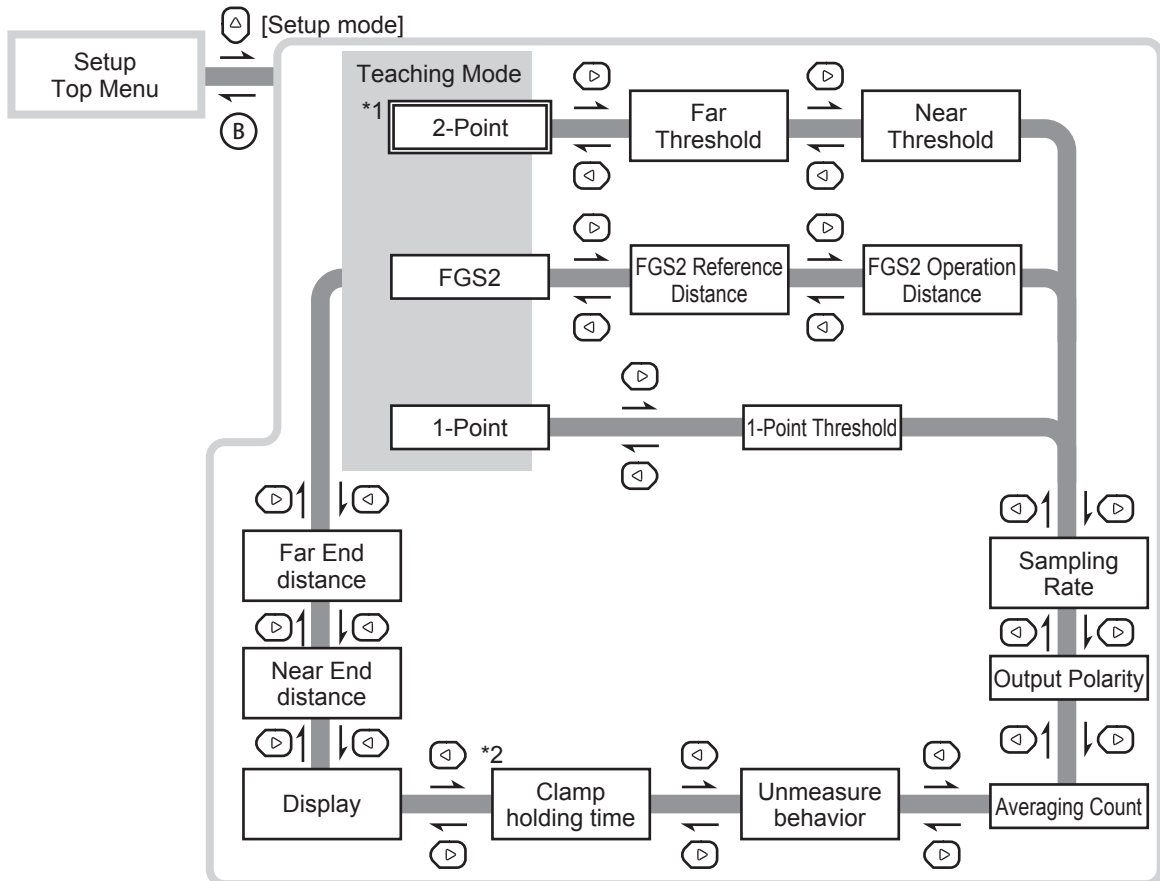 [Setup mode]
Setup
Top Menu
B
Teaching Mode
*1
2-Point
Far
Threshold
Near
Threshold
FGS2
FGS2 Reference
Distance
FGS2 Operation
Distance
1-Point
1-Point Threshold
Far End
distance
Sampling
Rate
Near End
distance
Output Polarity
*2
Display
Clamp
holding time
Unmeasure
behavior
Averaging Count